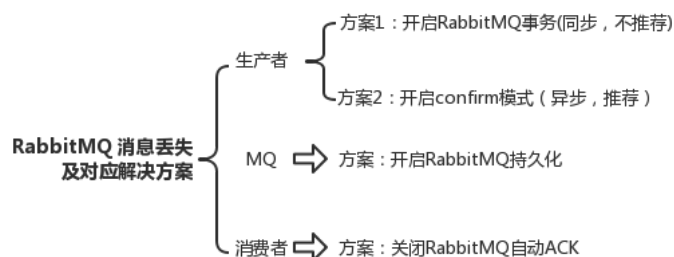 方案1：开启RabbitMQ事务(同步，不推荐)
生产者
方案2：开启confirm模式（异步，推荐）
RabbitMQ 消息丢失
及对应解决方案
MQ
方案：开启RabbitMQ持久化
消费者
方案：关闭RabbitMQ自动ACK